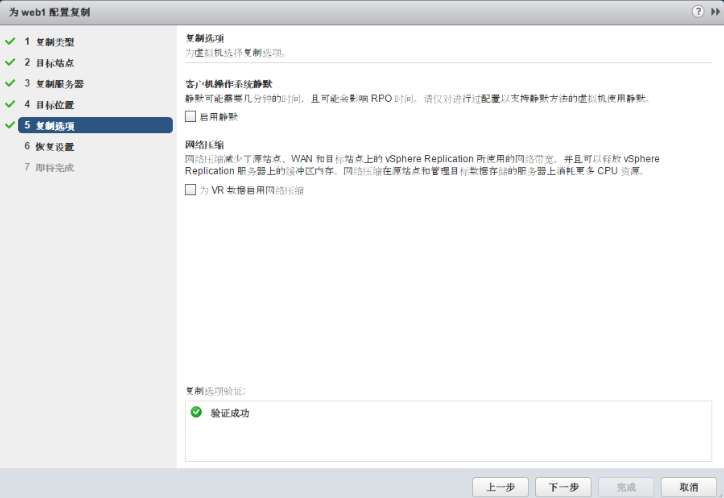 为 web1 配置复制
1 复制类型
2 目标站点
3 复制服务器
4 目标位置
5 复制选项
6 恢复设置
7 即将完成
复制选项
为虚拟机选择复制选项。
客户机操作系统静默
静默可能需要几分钟的时间，且可能会影响 RPO 时间。请仅对进行过配置以支持静默方法的虚拟机使用静默。
启用静默
网络压缩
网络压缩减少了源站点、WAN 和目标站点上的 vSphere Replication 所使用的网络带宽，并且可以释放 vSphere
Replication 服务器上的缓冲区内存。网络压缩在源站点和管理目标数据存储的服务器上消耗更多 CPU 资源。
为 VR 数据启用网络压缩
复制选项验证:
验证成功
上一步
下一步
完成
取消